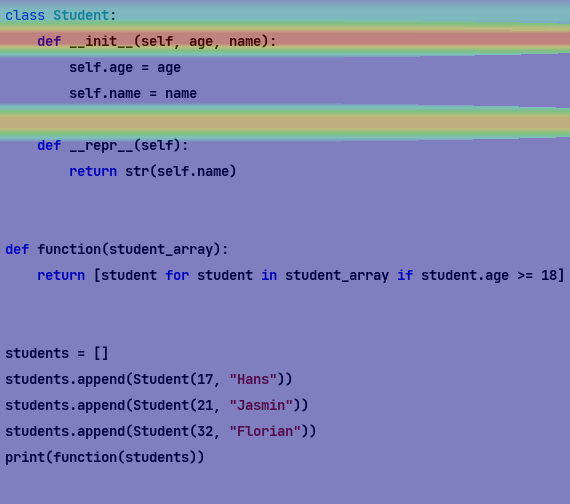 class Student:
    def __init__(self, age, name):
        self.age = age
        self.name = name
    def __repr__(self):
        return str(self.name)
def function(student_array):
    return [student for student in student_array if student.age >= 18]
students = []
students.append(Student(17, "Hans"))
students.append(Student(21, "Jasmin"))
students.append(Student(32, "Florian"))
print(function(students))